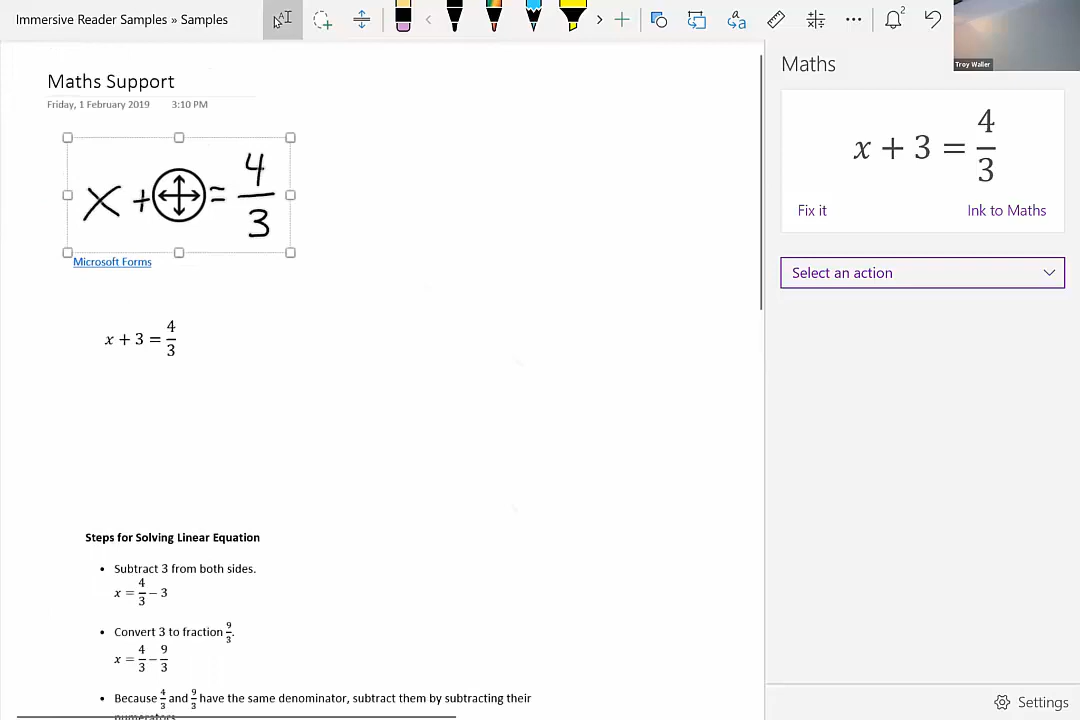 Immersive Reader Samples » Samples
2
Troy Waller
Maths Support
Friday, 1 February 2019 3:10 PM
x + = 4/3
Microsoft Forms
x + 3 = 4/3
Steps for Solving Linear Equation
• Subtract 3 from both sides.
x = 4/3 − 3
• Convert 3 to fraction 9/3.
x = 4/3 − 9/3
• Because 4/3 and 9/3 have the same denominator, subtract them by subtracting their
numerators
Maths
x + 3 = 4/3
Fix it Ink to Maths
Select an action
Settings